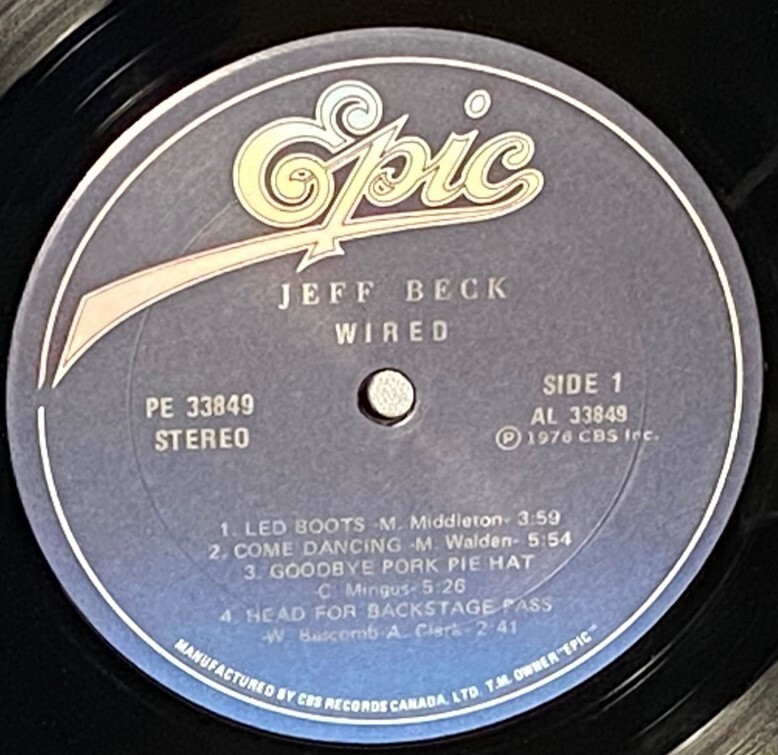 Epic
JEFF BECK
WIRED
PE 33849
STEREO
SIDE 1
AL 33849
Ⓟ 1976 CBS Inc.
1. LED BOOTS -M. Middleton- 3:59
2. COME DANCING -M. Walden- 5:54
3. GOODBYE PORK PIE HAT
C. Mingus- 5:26
4. HEAD FOR BACKSTAGE PASS
-W. Bascomb-A. Clark- 2:41
MANUFACTURED BY CBS RECORDS CANADA, LTD. T.M. OWNER "EPIC"